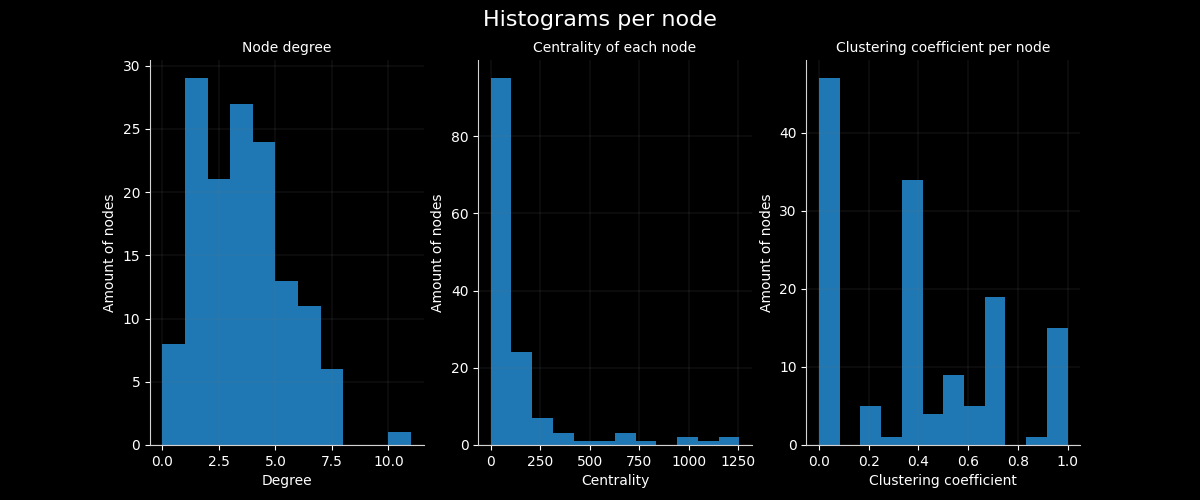 Histograms per node
Node degree
Amount of nodes
30
25
20
15
10
5
0
0.0 2.5 5.0 7.5 10.0
Degree
Centrality of each node
Amount of nodes
80
60
40
20
0
0 250 500 750 1000 1250
Centrality
Clustering coefficient per node
Amount of nodes
40
30
20
10
0
0.0 0.2 0.4 0.6 0.8 1.0
Clustering coefficient